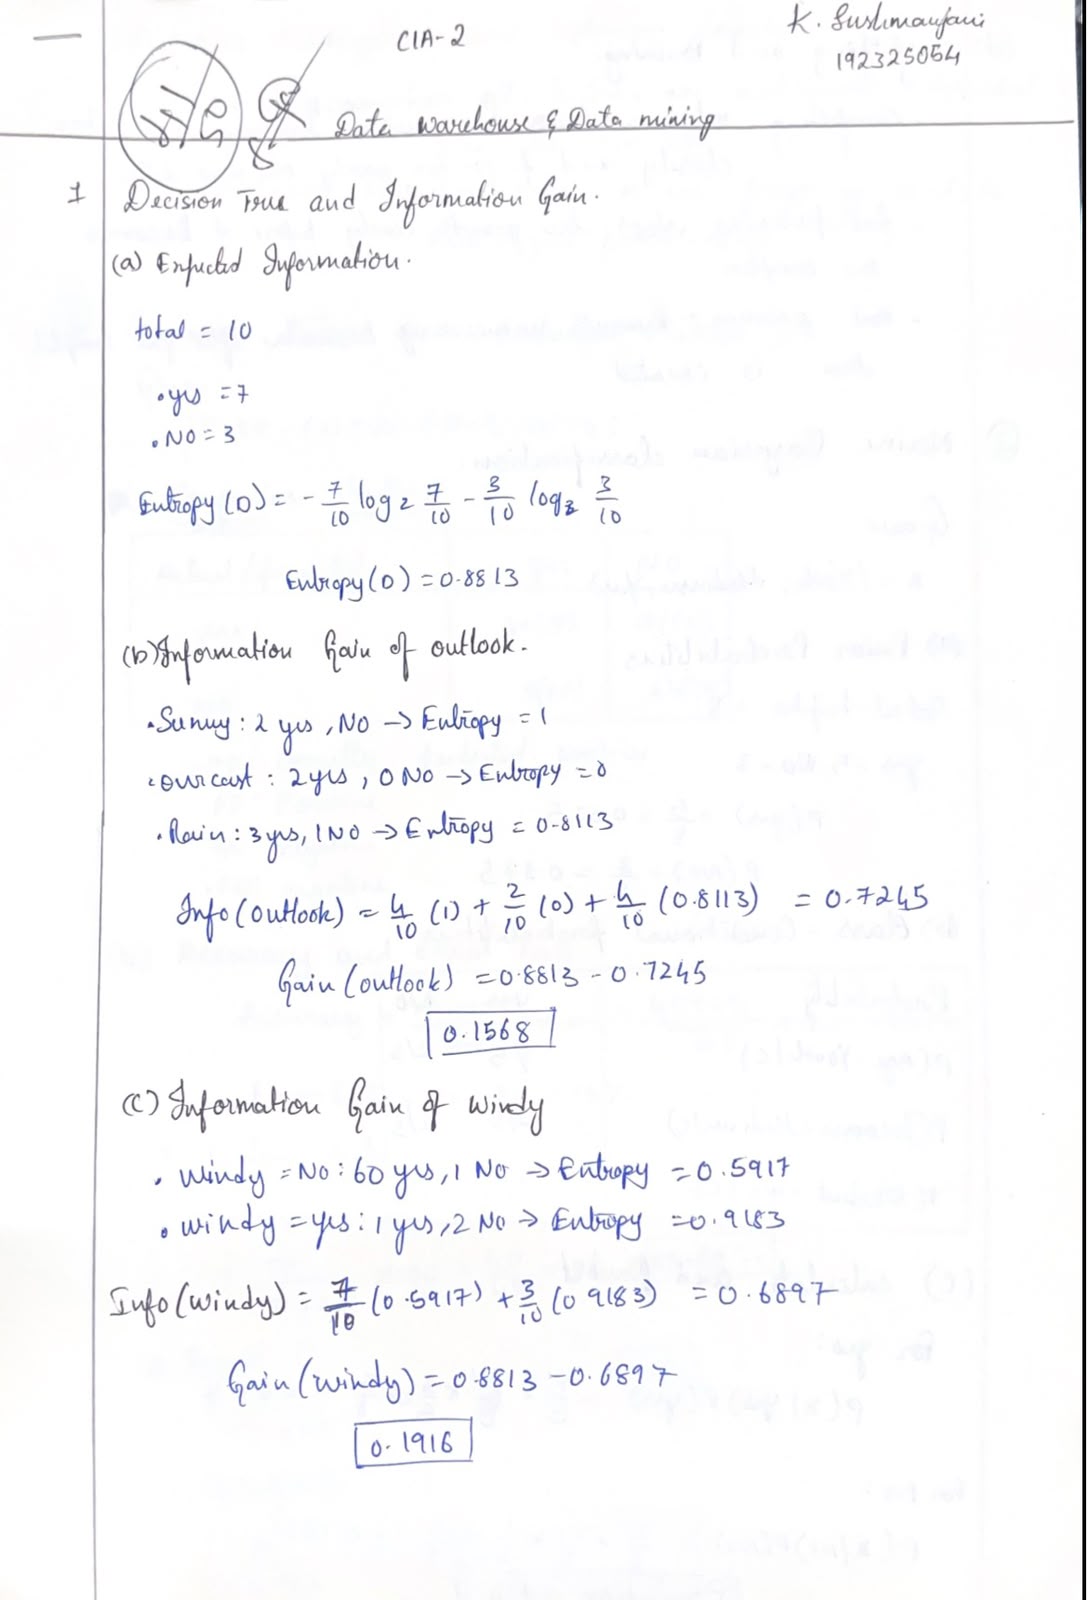 CIA-2
K. Sushmanjani
192325054
Data warehouse & Data mining
1 Decision True and Information Gain.
(a) Expected Information.
total = 10
• yes = 7
• NO = 3
Entropy (D) = - 7/10 log 2 7/10 - 3/10 log2 3/10
Entropy (D) = 0.8813
(b) Information Gain of outlook.
• Sunny : 2 yes, NO → Entropy = 1
• overcast : 2 yes, 0 NO → Entropy = 0
• Rain : 3 yes, 1 NO → Entropy = 0.8113
Info (outlook) = 4/10 (1) + 2/10 (0) + 4/10 (0.8113) = 0.7245
Gain (outlook) = 0.8813 - 0.7245
0.1568
(C) Information Gain of windy
• windy = No : 60 yes, 1 No → Entropy = 0.5917
• windy = yes : 1 yes, 2 No → Entropy = 0.9183
Info (windy) = 7/10 (0.5917) + 3/10 (0 9183) = 0.6897
Gain (windy) = 0.8813 - 0.6897
0.1916